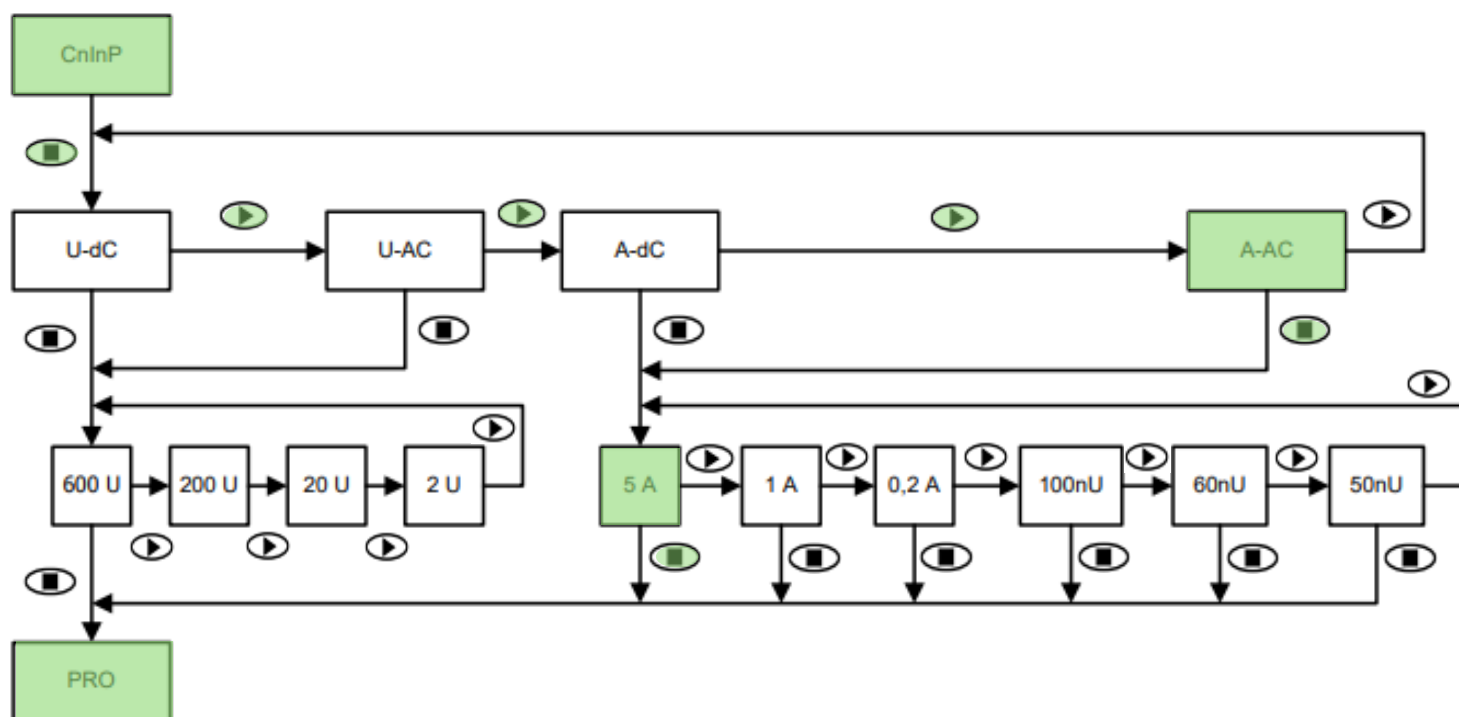 CnInP
U-dC
U-AC
A-dC
A-AC
600 U
200 U
20 U
2 U
5 A
1 A
0,2 A
100nU
60nU
50nU
PRO